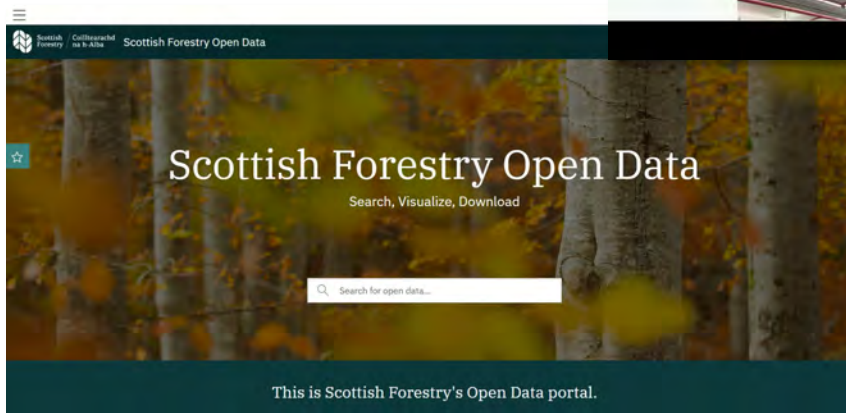 Scottish Forestry
Coilltearachd na h-Alba
Scottish Forestry Open Data
Scottish Forestry Open Data
Search, Visualize, Download
Search for open data...
This is Scottish Forestry's Open Data portal.